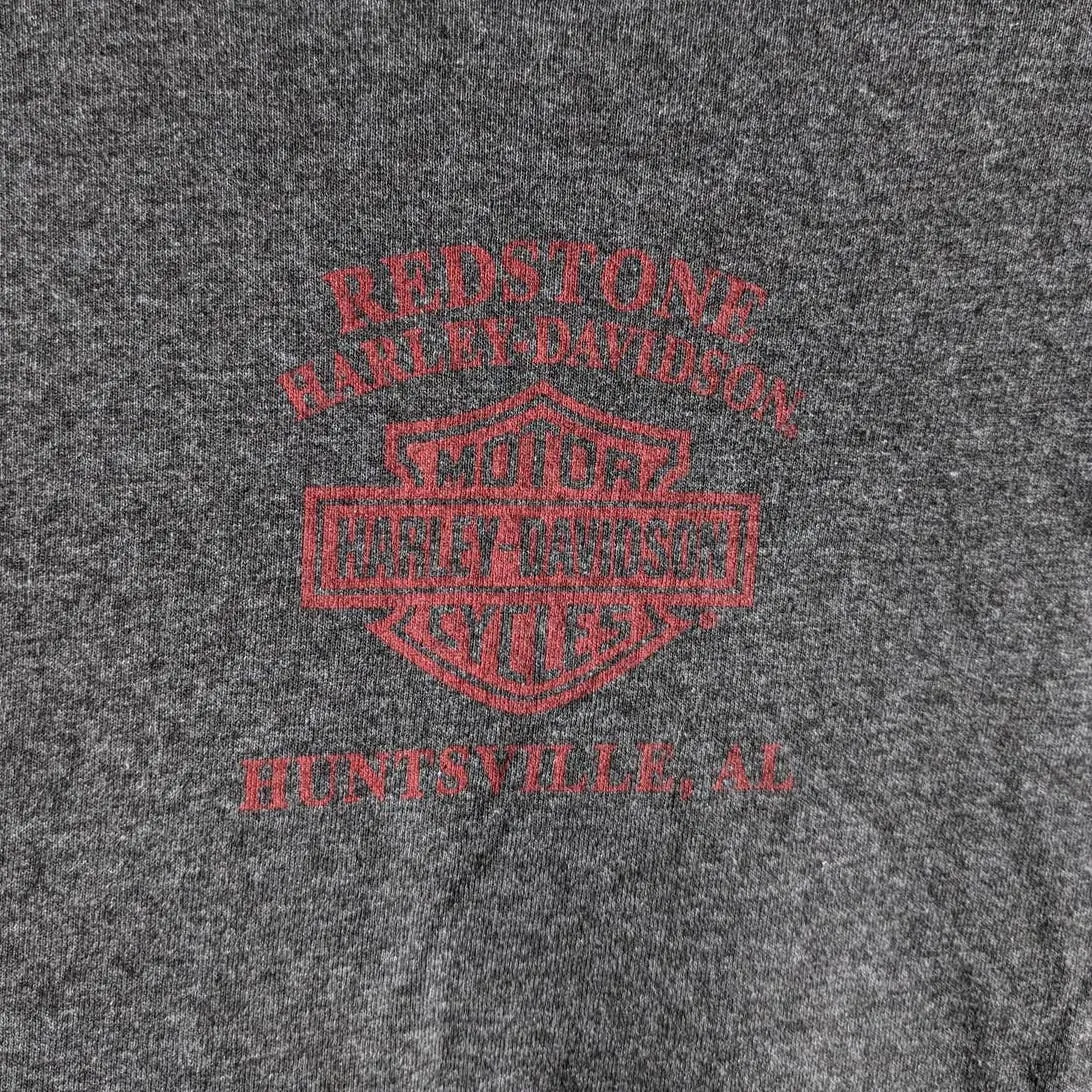 REDSTONE
HARLEY-DAVIDSON
MOTOR
HARLEY-DAVIDSON
CYCLES
®
HUNTSVILLE, AL